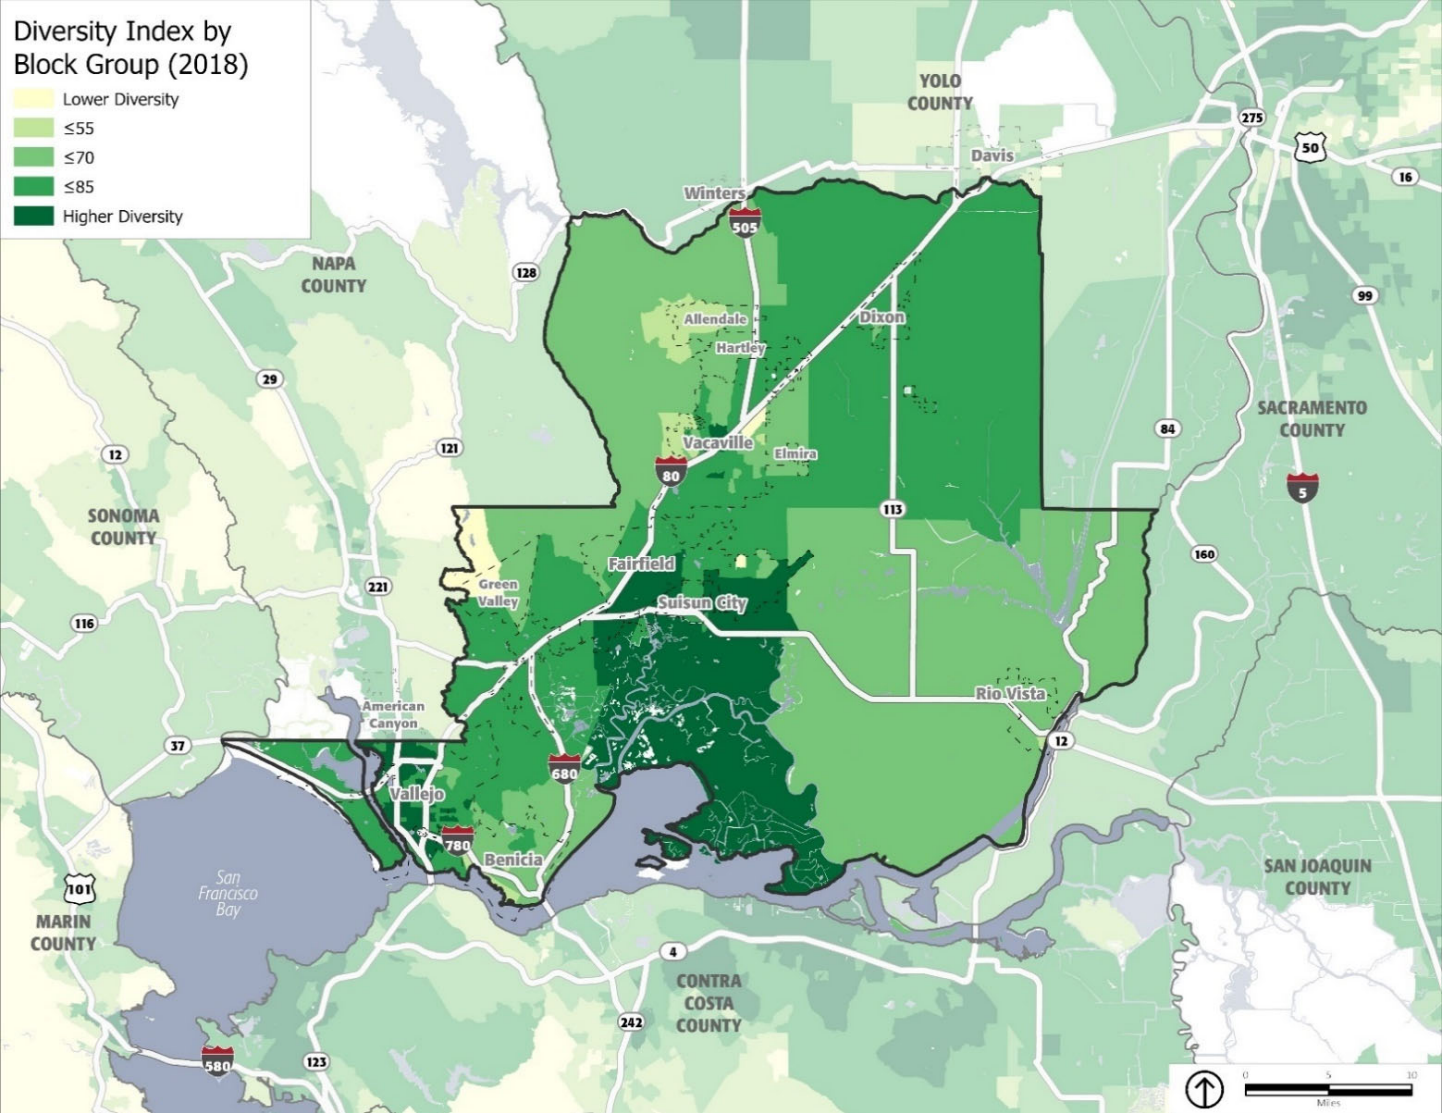 Diversity Index by
Block Group (2018)
Lower Diversity
≤55
≤70
≤85
Higher Diversity
YOLO
COUNTY
275
50
16
Davis
Winters
505
128
NAPA
COUNTY
99
Allendale
Dixon
Hartley
29
SACRAMENTO
COUNTY
84
12
121
Vacaville
Elmira
80
5
113
SONOMA
COUNTY
160
Fairfield
221
Green
Valley
Suisun City
116
American
Canyon
Rio Vista
37
12
680
Vallejo
780
Benicia
San
Francisco
Bay
101
MARIN
COUNTY
SAN JOAQUIN
COUNTY
4
CONTRA
COSTA
COUNTY
242
580
123
0 5 10
Miles